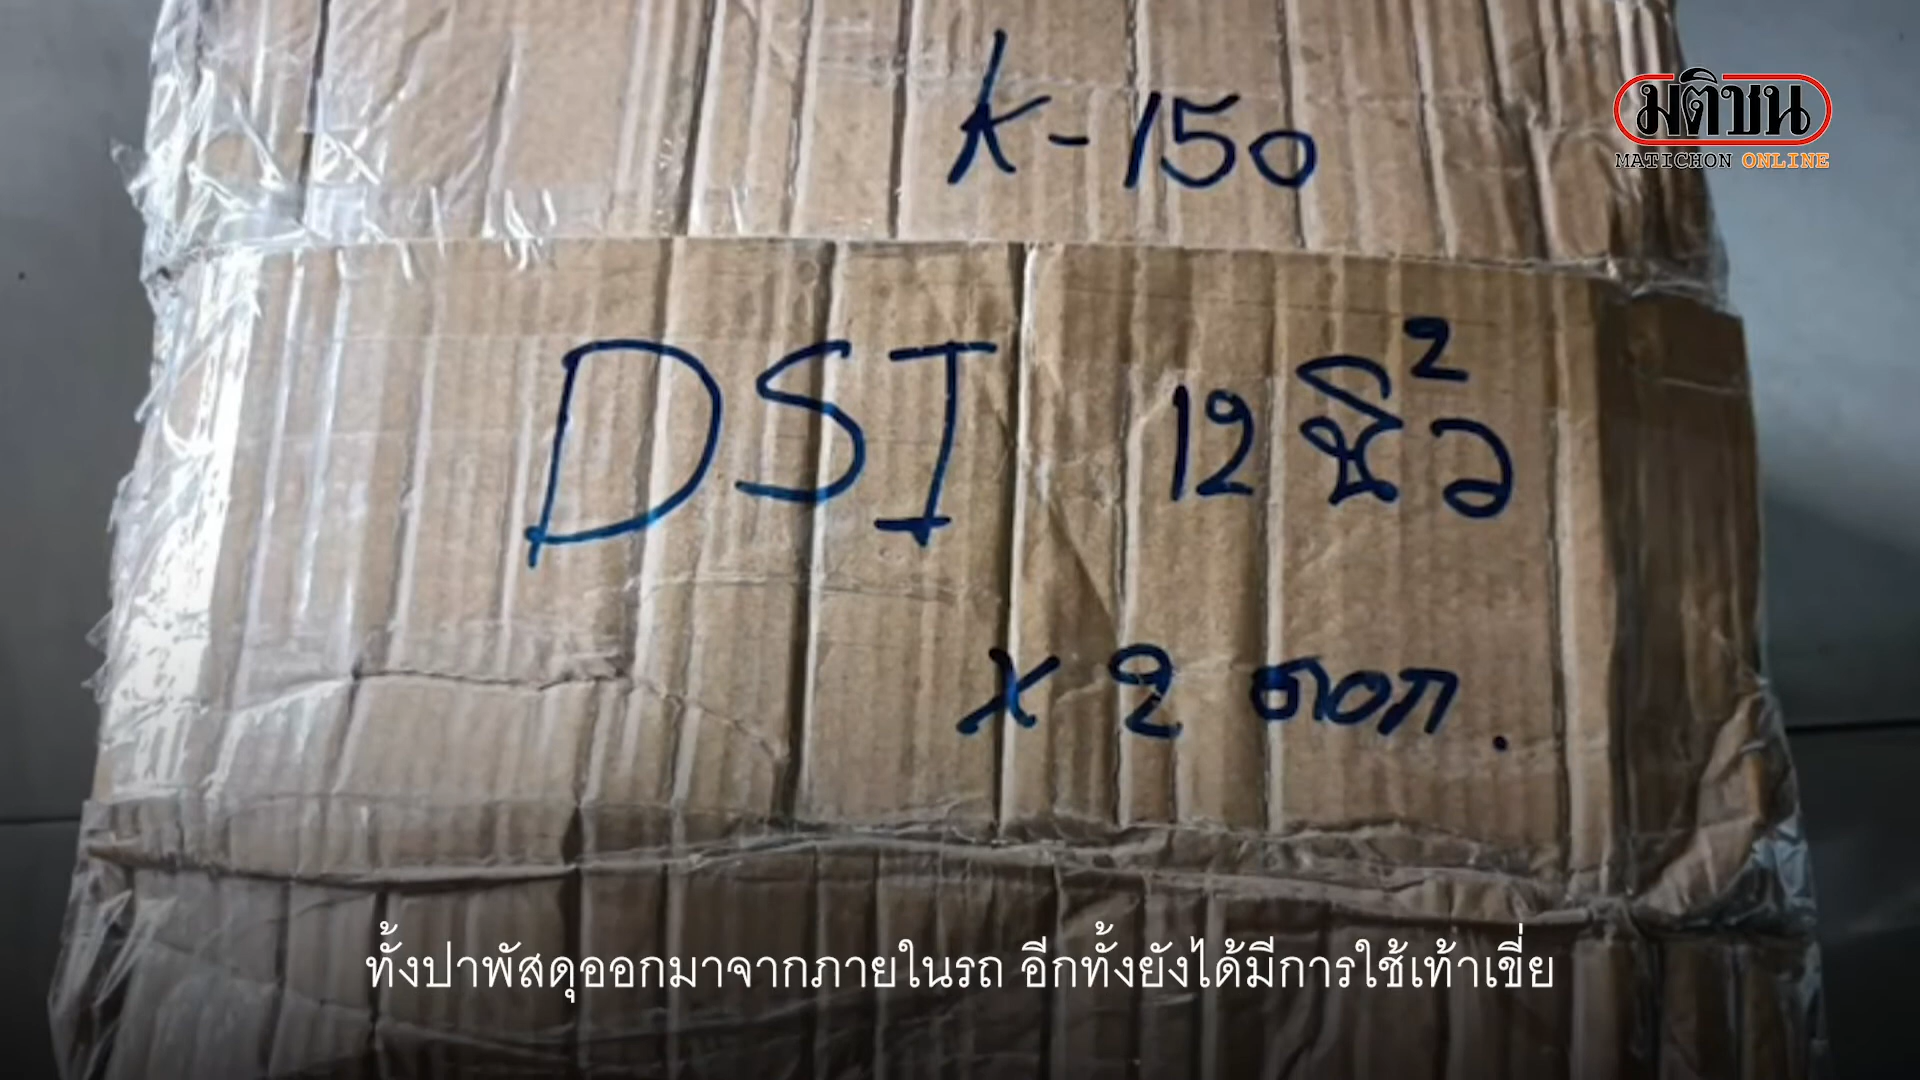 K-150
มติชน
MATICHON ONLINE
DSI 12 นิ้ว
x 2 ดอก.
ทั้งปาพัสดุออกมาจากภายในรถ อีกทั้งยังได้มีการใช้เท้าเขี่ย